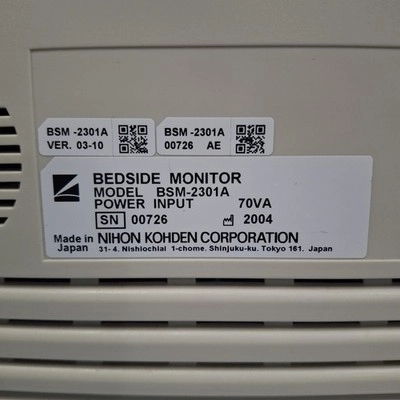 BSM -2301A
VER. 03-10
BSM -2301A
00726 AE
BEDSIDE MONITOR
MODEL BSM-2301A
POWER INPUT 70VA
SN 00726 2004
Made in Japan NIHON KOHDEN CORPORATION
31- 4. Nishiochiai 1-chome. Shinjuku-ku. Tokyo 161. Japan